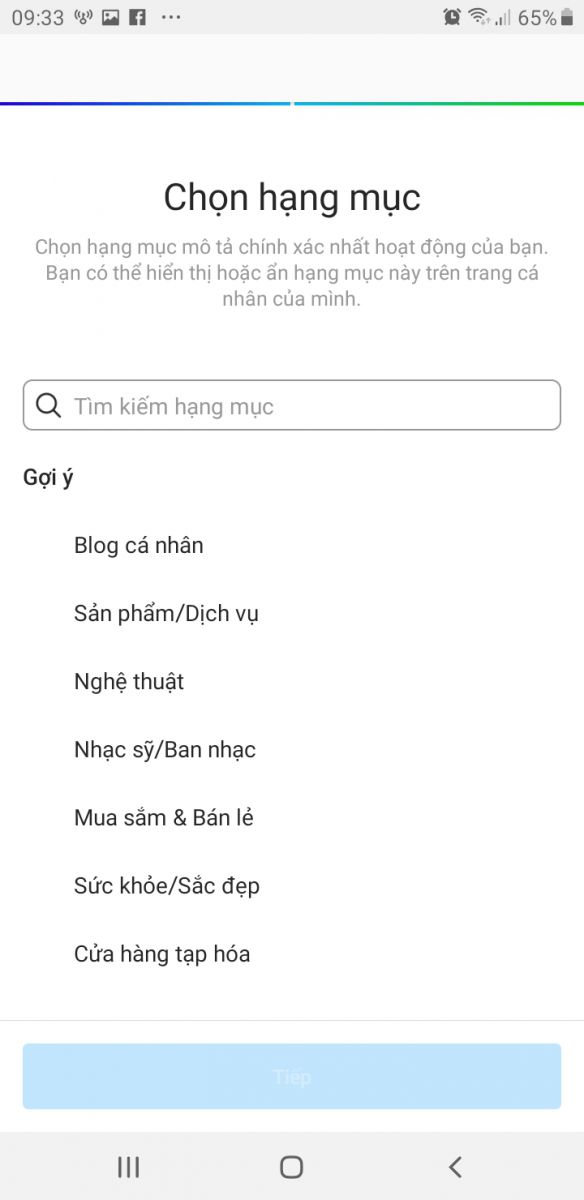 09:33
65%
Chọn hạng mục
Chọn hạng mục mô tả chính xác nhất hoạt động của bạn.
Bạn có thể hiển thị hoặc ẩn hạng mục này trên trang cá
nhân của mình.
Tìm kiếm hạng mục
Gợi ý
Blog cá nhân
Sản phẩm/Dịch vụ
Nghệ thuật
Nhạc sỹ/Ban nhạc
Mua sắm & Bán lẻ
Sức khỏe/Sắc đẹp
Cửa hàng tạp hóa
Tiếp